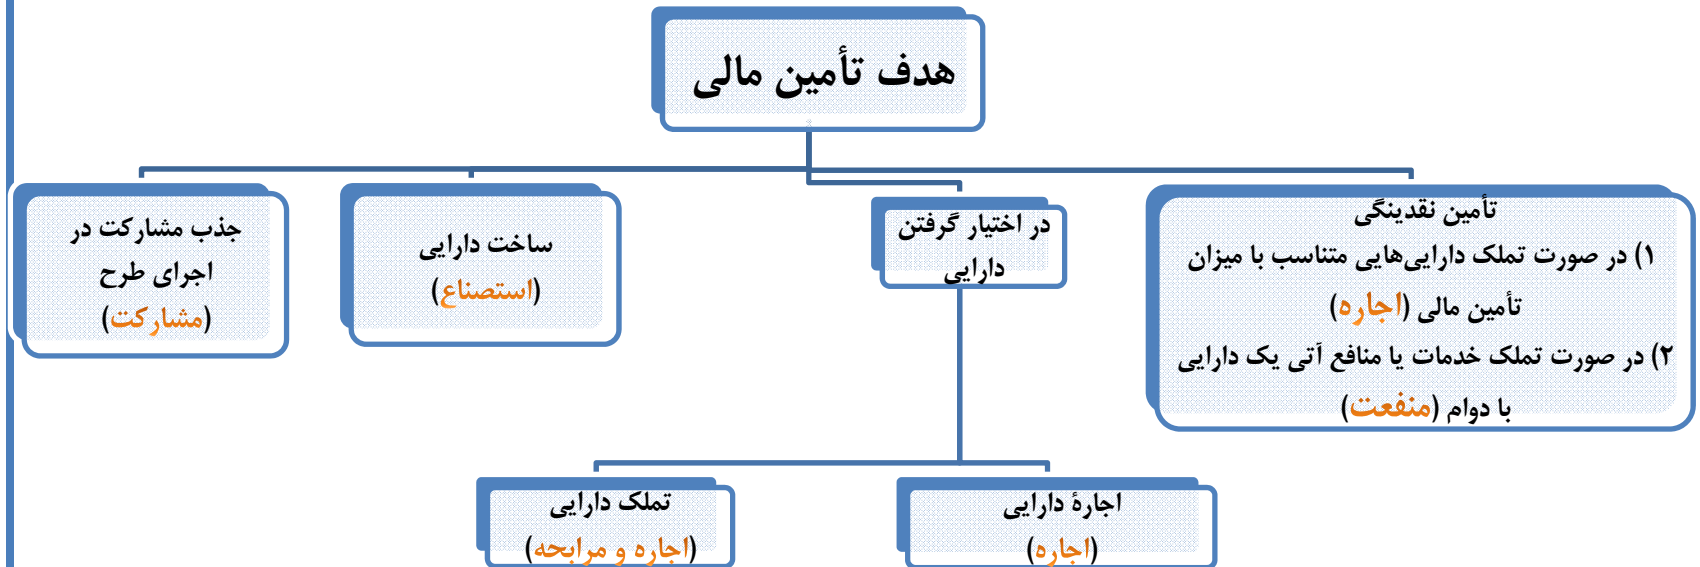 هدف تأمین مالی
تأمین نقدینگی
۱) در صورت تملک دارایی‌هایی متناسب با میزان
تأمین مالی (اجاره)
۲) در صورت تملک خدمات یا منافع آتی یک دارایی
با دوام (منفعت)
در اختیار گرفتن
دارایی
ساخت دارایی
(استصناع)
جذب مشارکت در
اجرای طرح
(مشارکت)
اجارهٔ دارایی
(اجاره)
تملک دارایی
(اجاره و مرابحه)